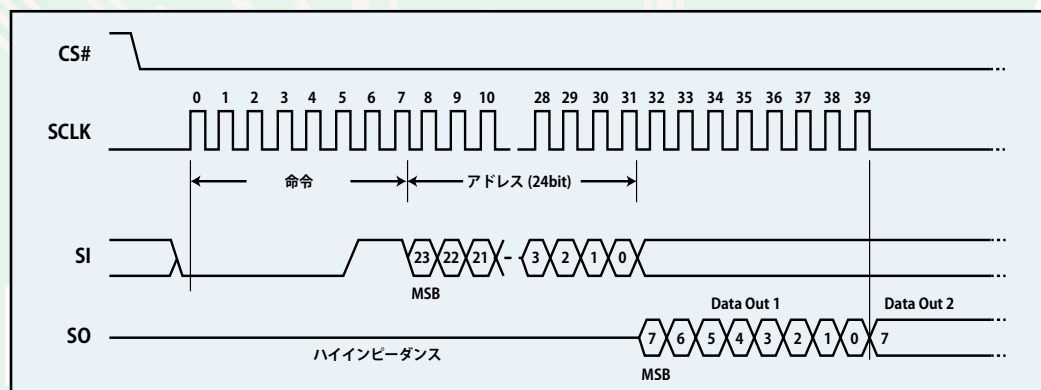 CS#
0 1 2 3 4 5 6 7 8 9 10 28 29 30 31 32 33 34 35 36 37 38 39
SCLK
命令
アドレス (24bit)
SI
23 22 21 3 2 1 0
MSB
Data Out 1
Data Out 2
SO
7 6 5 4 3 2 1 0 7
ハイインピーダンス
MSB